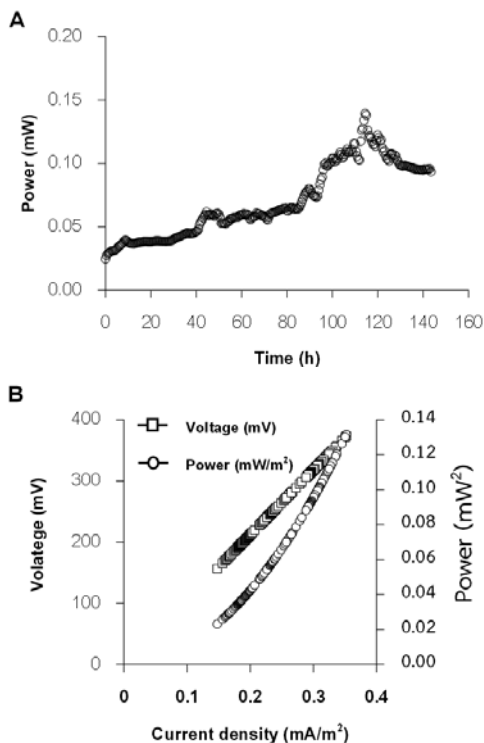 A
0.20
0.15
0.10
0.05
0.00
Power (mW)
0 20 40 60 80 100 120 140 160
Time (h)
B
Voltage (mV)
Power (mW/m²)
400
300
200
100
0
Volatege (mV)
0.14
0.12
0.10
0.08
0.06
0.04
0.02
0.00
Power (mW²)
0 0.1 0.2 0.3 0.4
Current density (mA/m²)